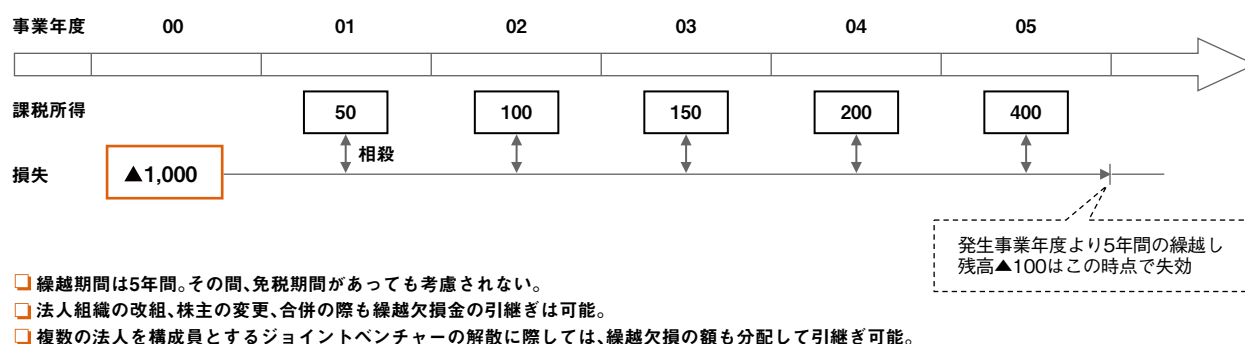 事業年度 00 01 02 03 04 05
課税所得 50 100 150 200 400
相殺
損失 ▲1,000
発生事業年度より5年間の繰越し
残高▲100はこの時点で失効
繰越期間は5年間。その間、免税期間があっても考慮されない。
法人組織の改組、株主の変更、合併の際も繰越欠損金の引継ぎは可能。
複数の法人を構成員とするジョイントベンチャーの解散に際しては、繰越欠損の額も分配して引継ぎ可能。